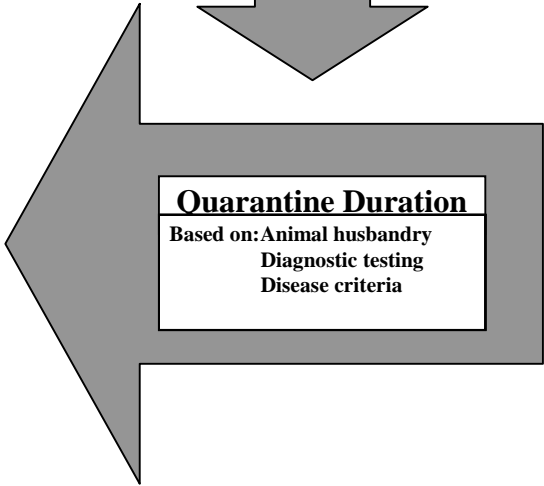 Quarantine Duration
Based on:Animal husbandry
Diagnostic testing
Disease criteria